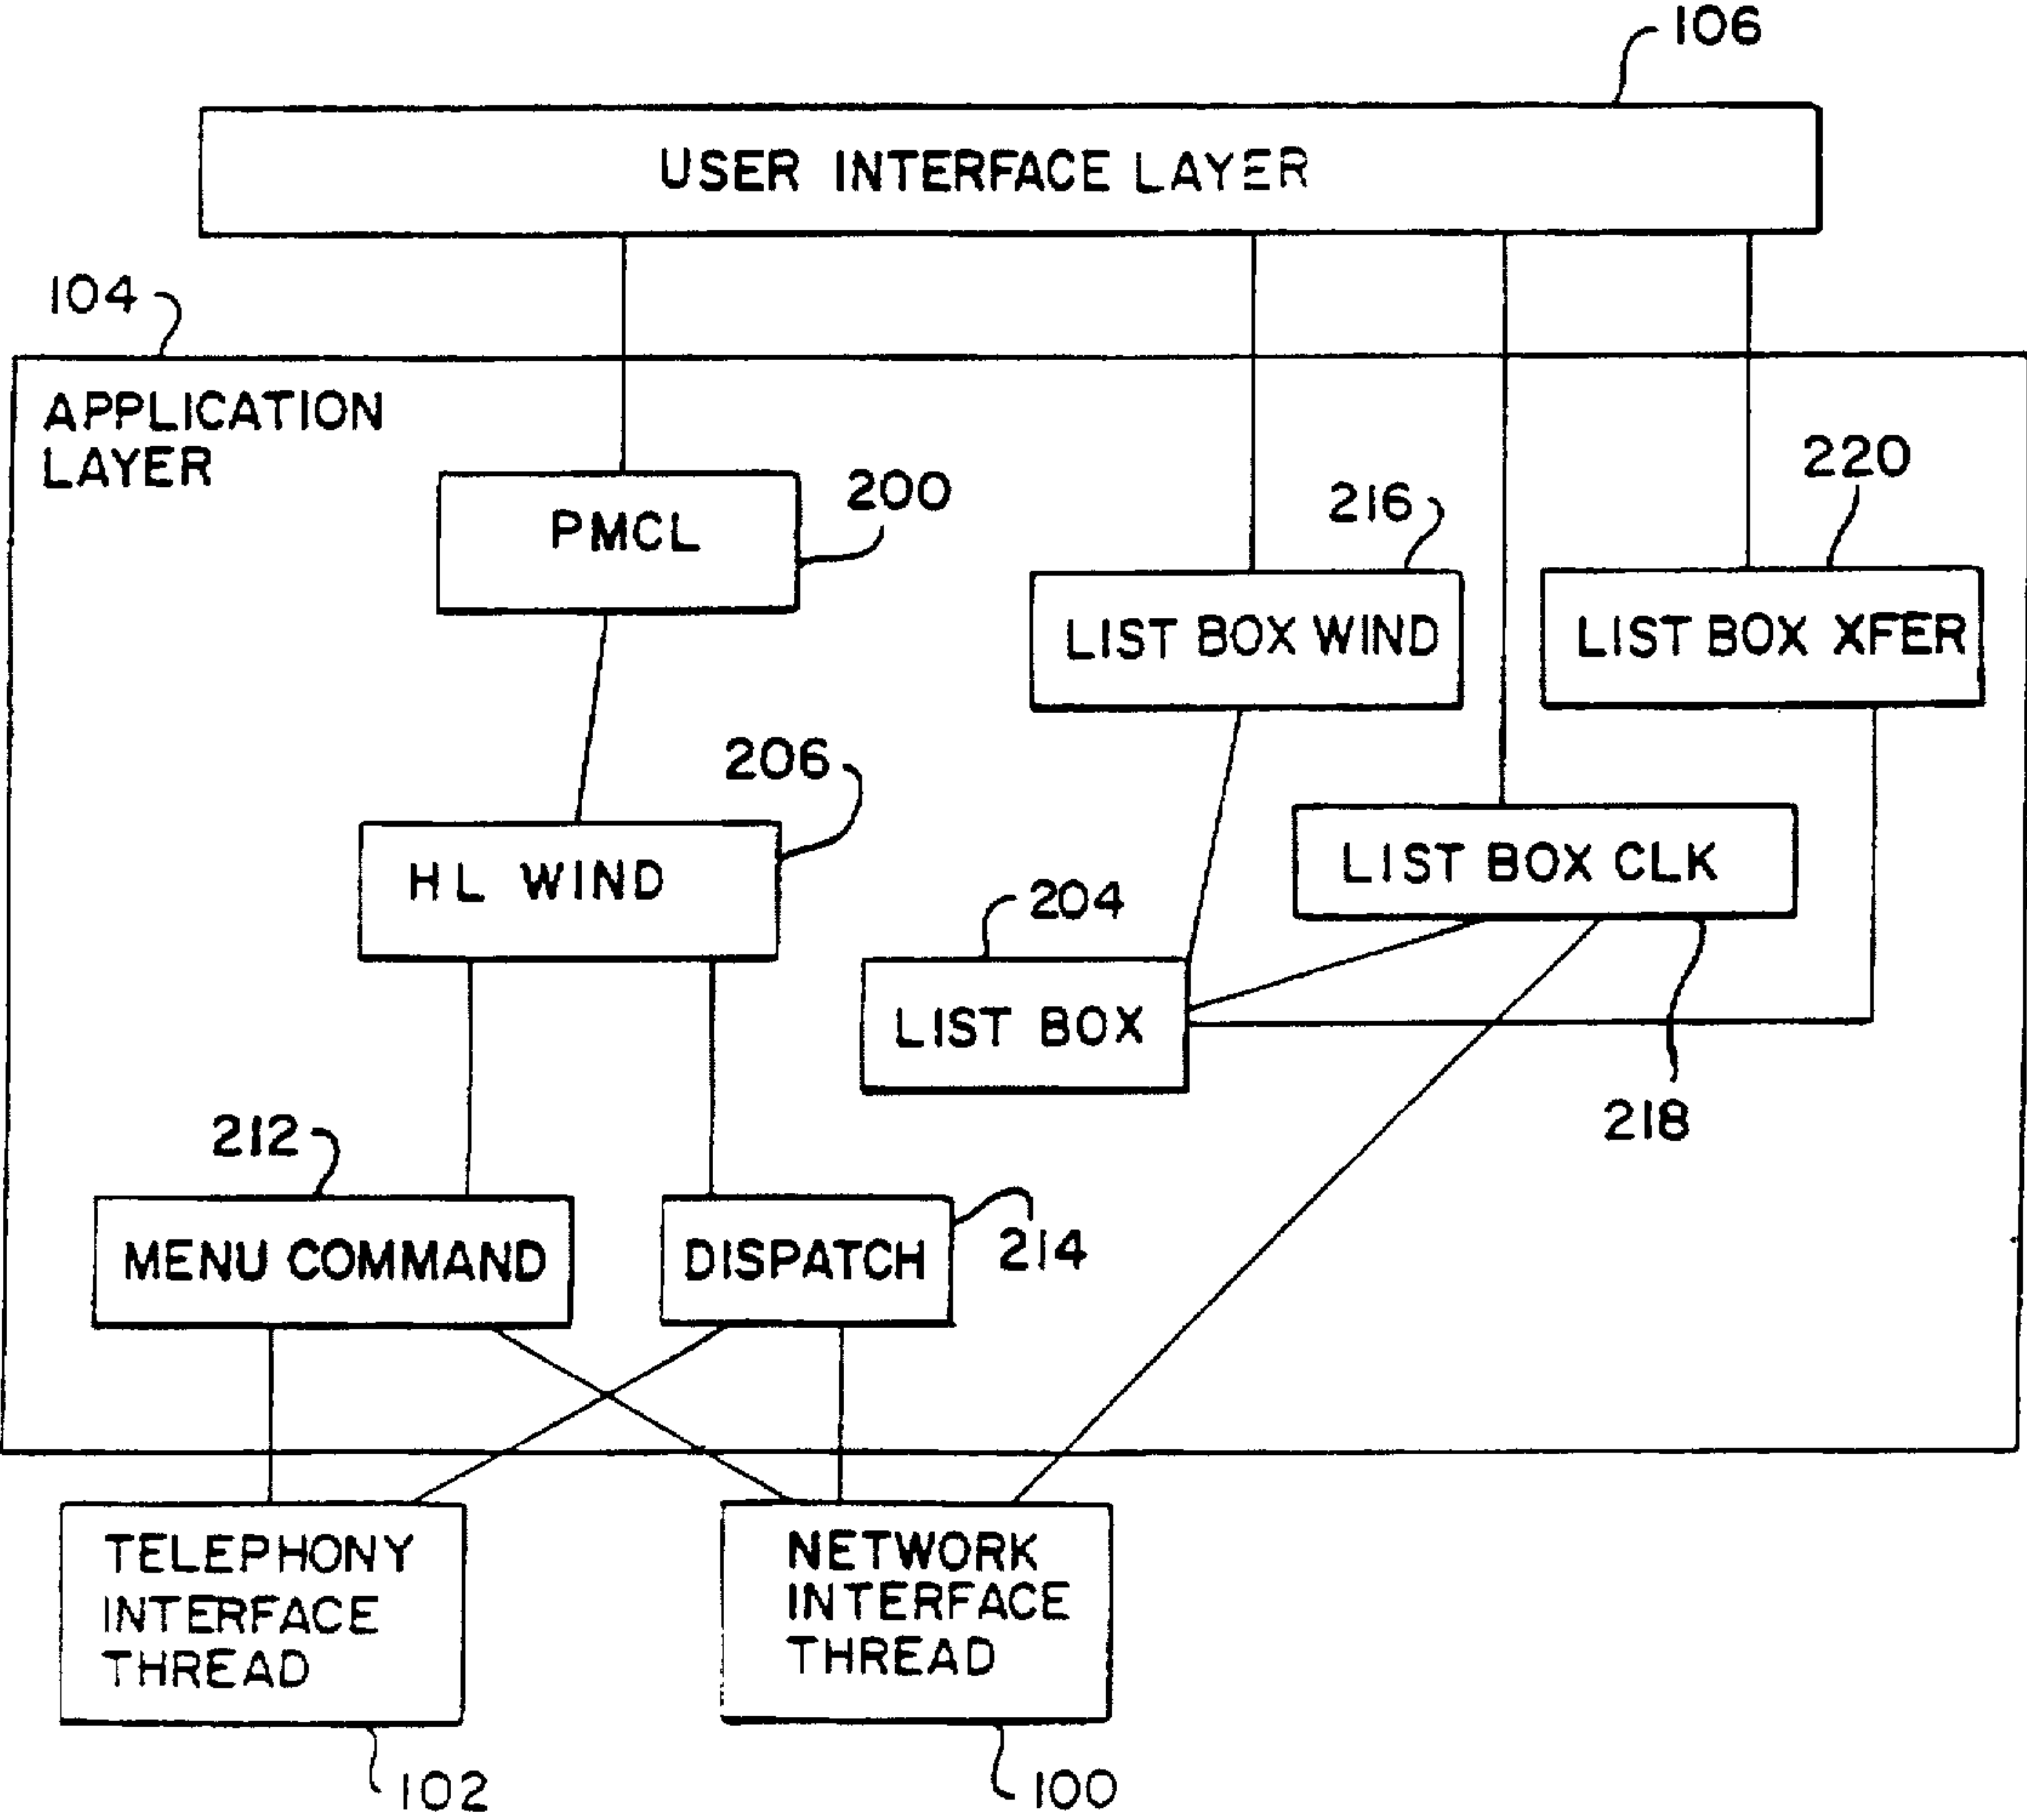 106
USER INTERFACE LAYER
104
APPLICATION
LAYER
220
200
216
PMCL
LIST BOX WIND
LIST BOX XFER
206
HL WIND
LIST BOX CLK
204
LIST BOX
218
212
MENU COMMAND
DISPATCH
214
TELEPHONY
INTERFACE
THREAD
NETWORK
INTERFACE
THREAD
102
100